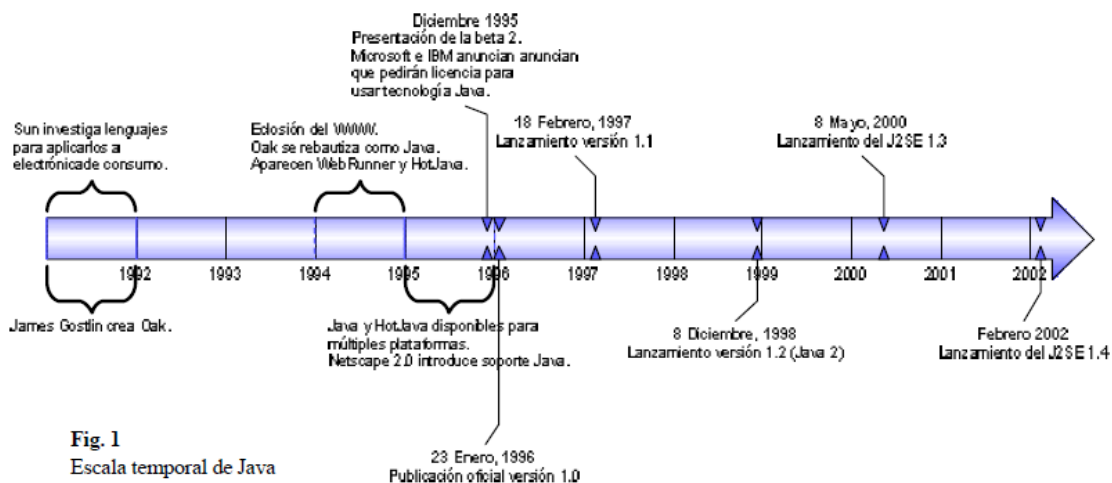 Diciembre 1995
Presentación de la beta 2.
Microsoft e IBM anuncian anuncian
que pedirán licencia para
usar tecnología Java.
Sun investiga lenguajes
para aplicarlos a
electrónicade consumo.
Eclosión del WWW.
Oak se rebautiza como Java.
Aparecen WebRunner y HotJava.
18 Febrero, 1997
Lanzamiento versión 1.1
8 Mayo, 2000
Lanzamiento del J2SE 1.3
1992
1993
1994
1995
1996
1997
1998
1999
2000
2001
2002
James Gostlin crea Oak.
Java y HotJava disponibles para
múltiples plataformas.
Netscape 2.0 introduce soporte Java.
8 Diciembre, 1998
Lanzamiento versión 1.2 (Java 2)
Febrero 2002
Lanzamiento del J2SE 1.4
Fig. 1
Escala temporal de Java
23 Enero, 1996
Publicación oficial versión 1.0